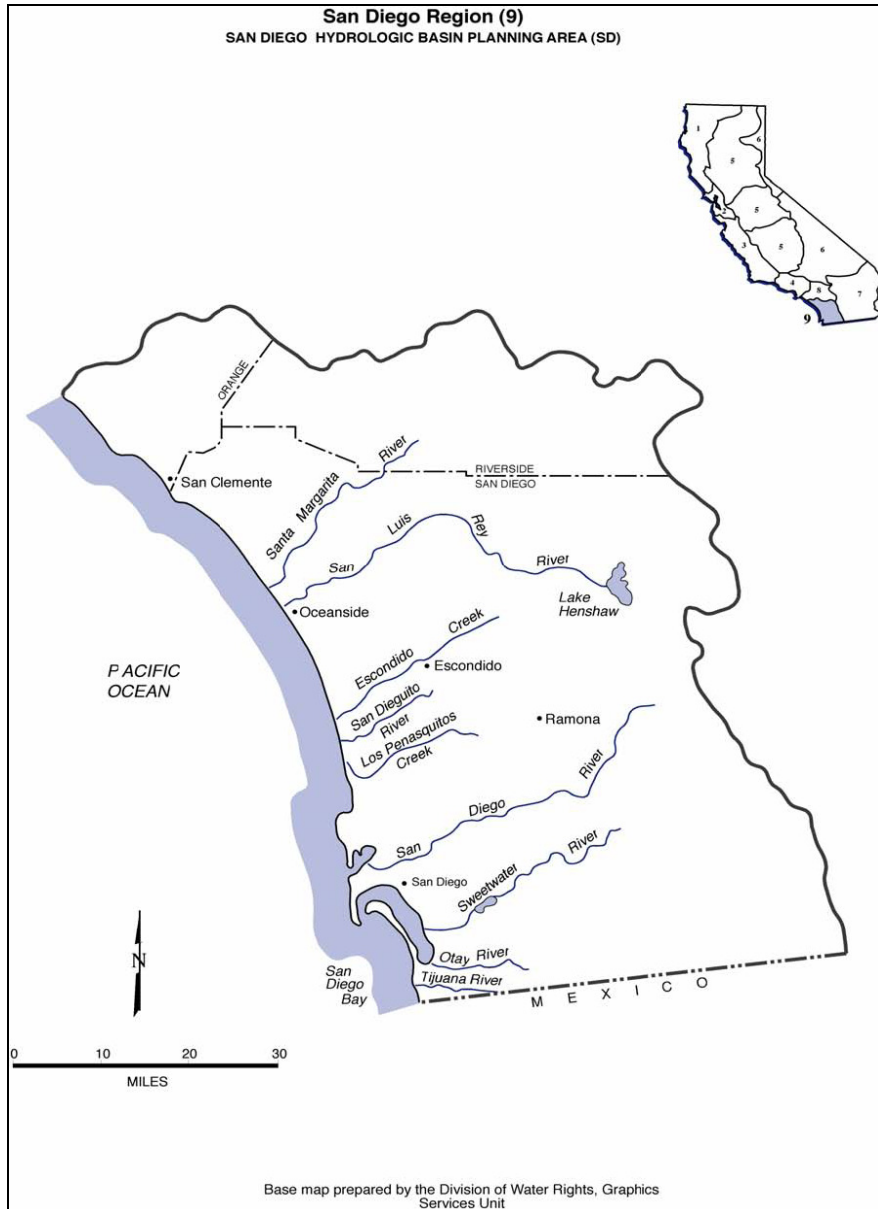 San Diego Region (9)
SAN DIEGO HYDROLOGIC BASIN PLANNING AREA (SD)
1
6
5
2
5
3
5
6
4
8
7
9
ORANGE
RIVERSIDE
SAN DIEGO
San Clemente
Santa Margarita River
San Luis Rey River
Lake
Henshaw
Oceanside
Escondido Creek
Escondido
PACIFIC
OCEAN
San Dieguito
River
Ramona
Los Penasquitos
Creek
San Diego River
San Diego
Sweetwater River
Otay River
Tijuana River
San
Diego
Bay
MEXICO
N
0 10 20 30
MILES
Base map prepared by the Division of Water Rights, Graphics
Services Unit